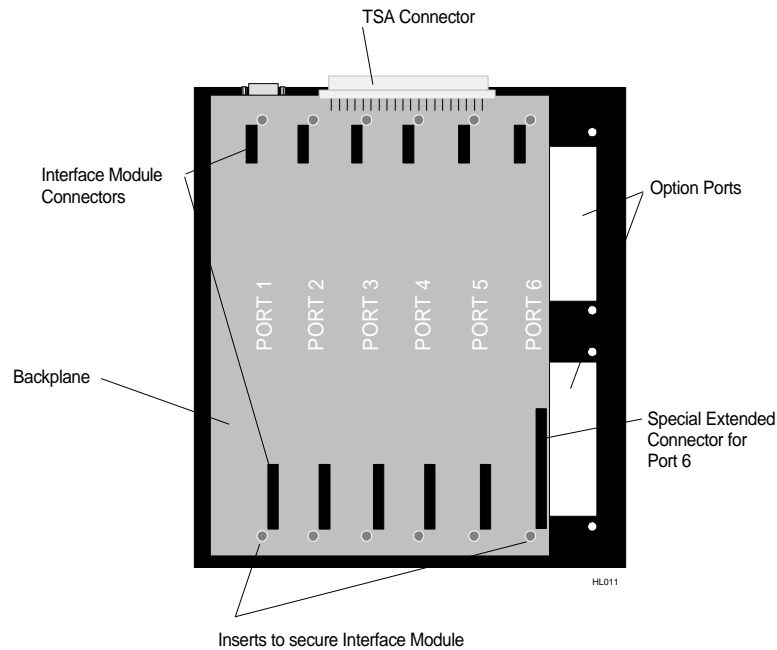 TSA Connector
Interface Module
Connectors
Option Ports
PORT 1
PORT 2
PORT 3
PORT 4
PORT 5
PORT 6
Backplane
Special Extended
Connector for
Port 6
HL011
Inserts to secure Interface Module